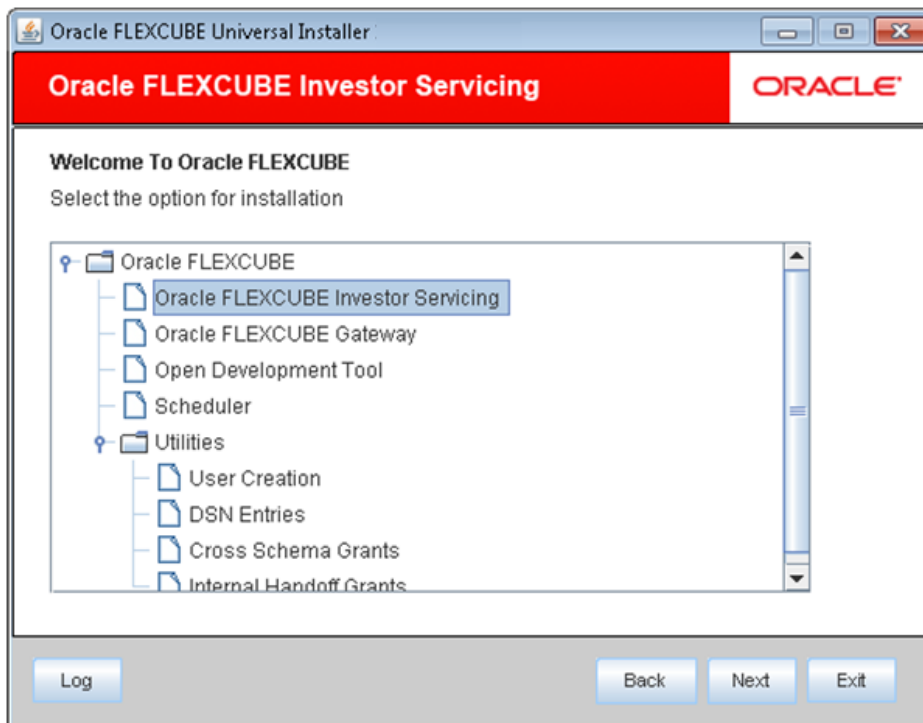 Oracle FLEXCUBE Universal Installer
Oracle FLEXCUBE Investor Servicing
ORACLE
Welcome To Oracle FLEXCUBE
Select the option for installation
Oracle FLEXCUBE
Oracle FLEXCUBE Investor Servicing
Oracle FLEXCUBE Gateway
Open Development Tool
Scheduler
Utilities
User Creation
DSN Entries
Cross Schema Grants
Internal Handoff Grants
Log
Back
Next
Exit